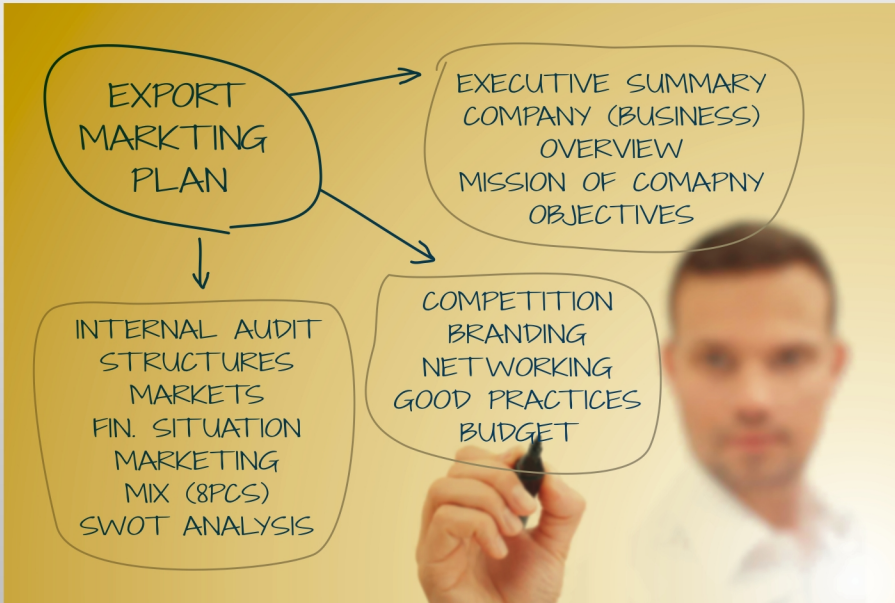 EXPORT
MARKTING
PLAN
EXECUTIVE SUMMARY
COMPANY (BUSINESS)
OVERVIEW
MISSION OF COMAPNY
OBJECTIVES
INTERNAL AUDIT
STRUCTURES
MARKETS
FIN. SITUATION
MARKETING
MIX (8PCS)
SWOT ANALYSIS
COMPETITION
BRANDING
NETWORKING
GOOD PRACTICES
BUDGET